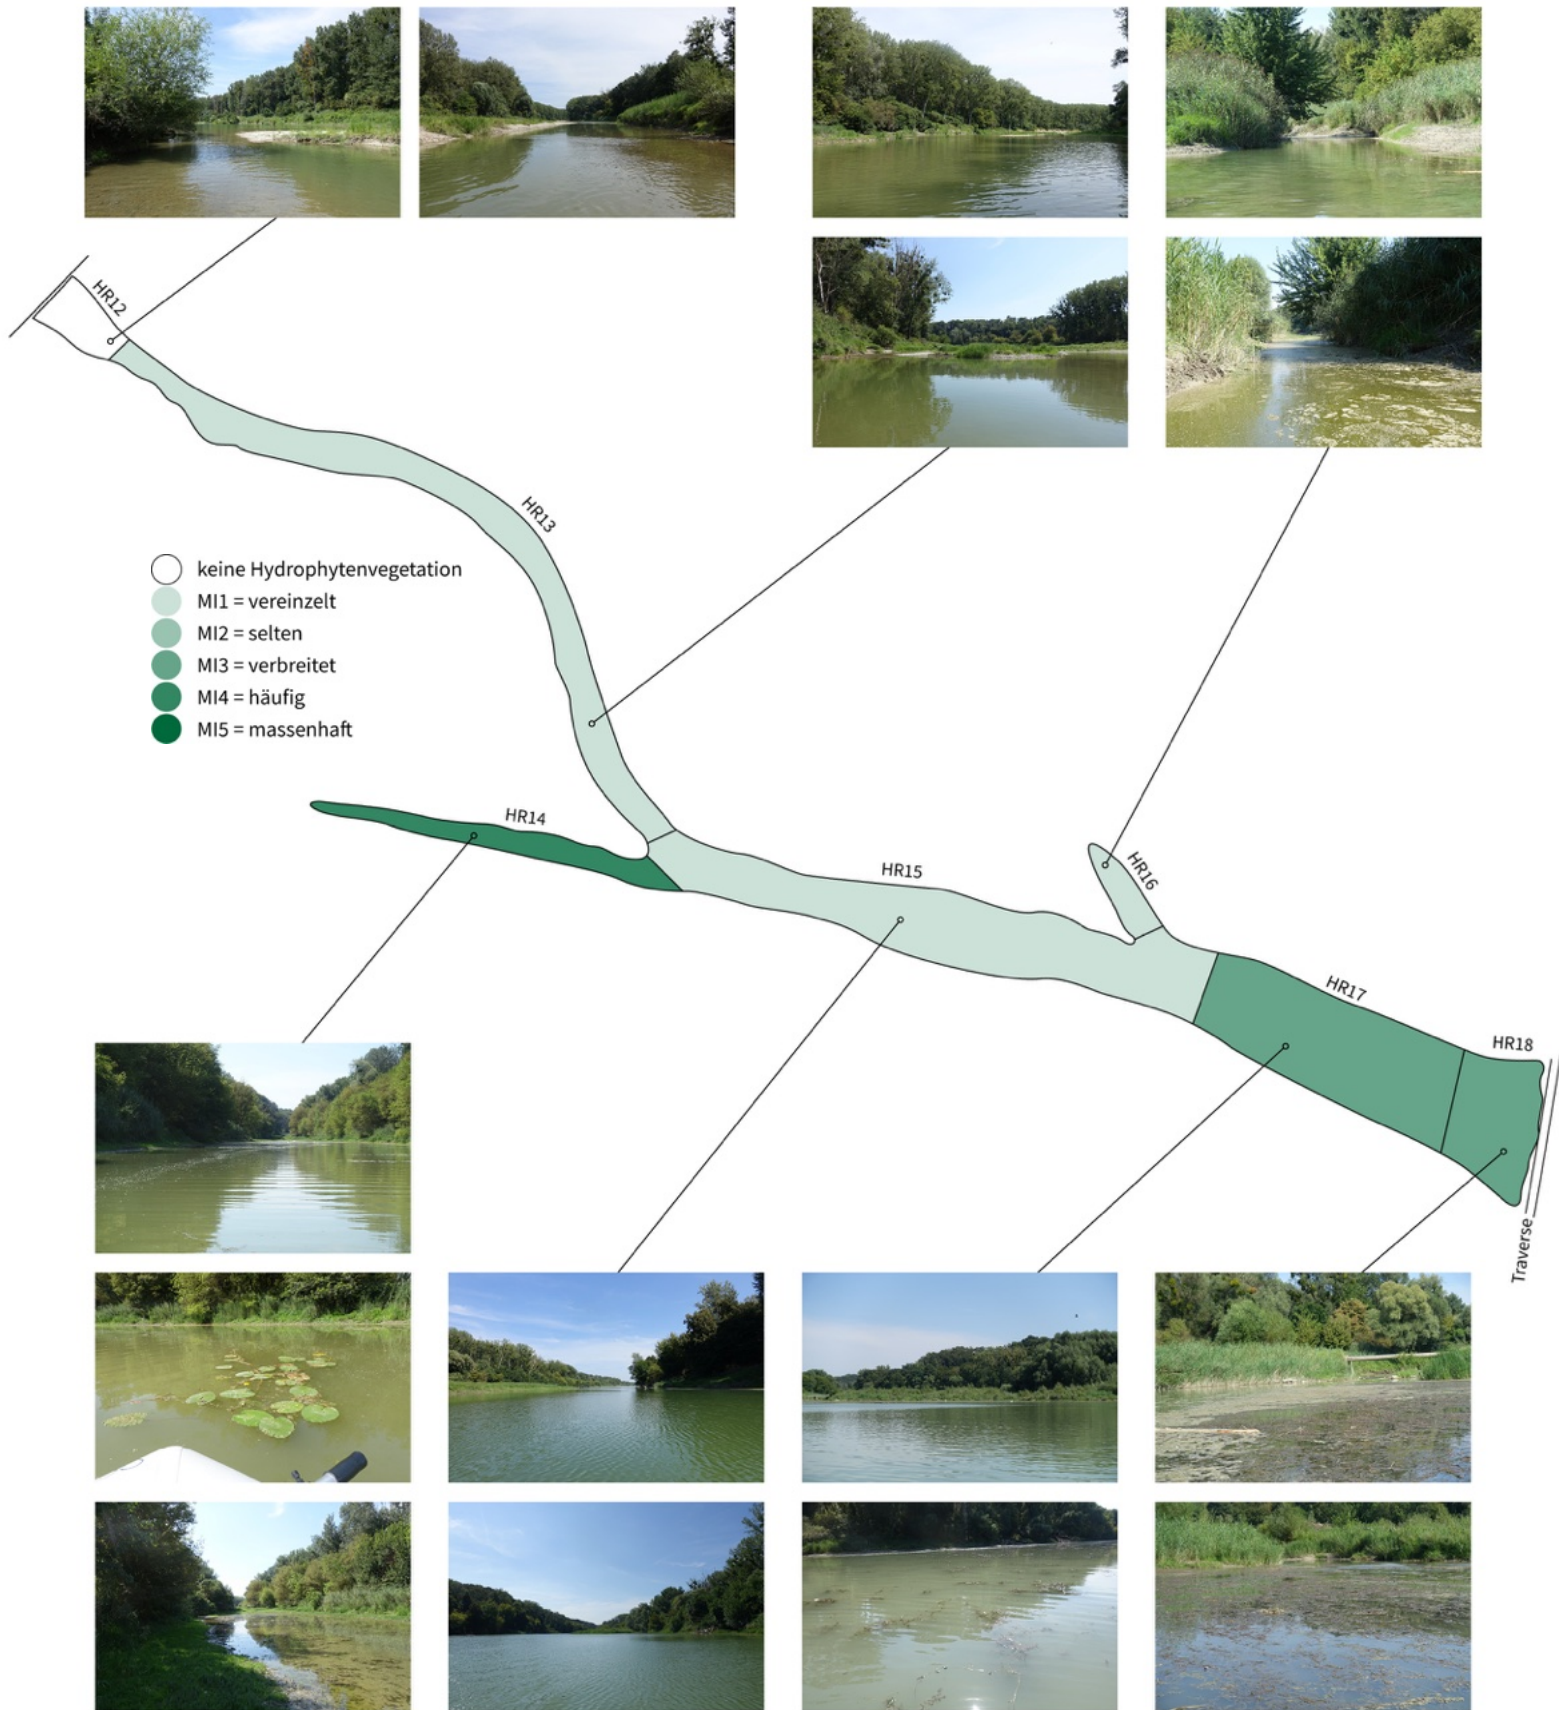 HR12
HR13
keine Hydrophytenvegetation
MI1 = vereinzelt
MI2 = selten
MI3 = verbreitet
MI4 = häufig
MI5 = massenhaft
HR14
HR15
HR16
HR17
HR18
Traverse